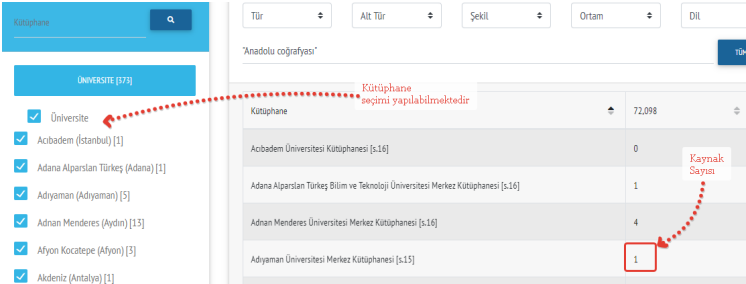 Kütüphane
ÜNİVERSİTE [373]
Üniversite
Acıbadem (İstanbul) [1]
Adana Alparslan Türkeş (Adana) [1]
Adıyaman (Adıyaman) [5]
Adnan Menderes (Aydın) [13]
Afyon Kocatepe (Afyon) [3]
Akdeniz (Antalya) [1]
Kütüphane
seçimi yapılabilmektedir
Tür Alt Tür Şekil Ortam Dil
"Anadolu coğrafyası" TÜM
Kütüphane 72,098
Acıbadem Üniversitesi Kütüphanesi [s.16] 0
Adana Alparslan Türkeş Bilim ve Teknoloji Üniversitesi Merkez Kütüphanesi [s.16] 1
Adnan Menderes Üniversitesi Merkez Kütüphanesi [s.16] 4
Adıyaman Üniversitesi Merkez Kütüphanesi [s.15] 1
Kaynak
Sayısı